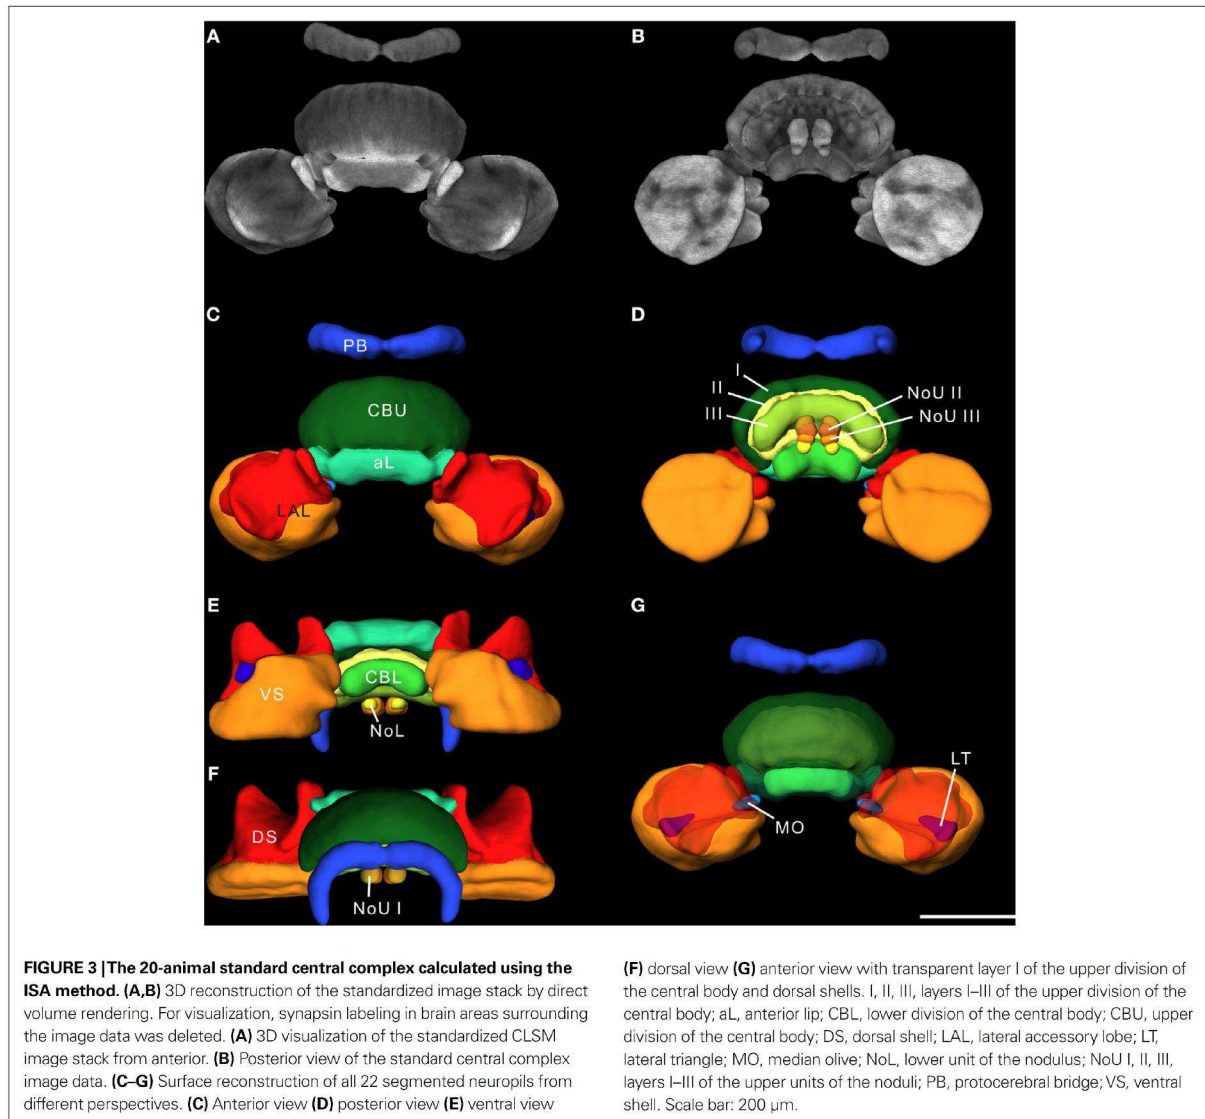 A
B
C
D
PB
I
II
III
NoU II
NoU III
CBU
aL
LAL
E
G
VS
CBL
NoL
F
LT
DS
MO
NoU I
FIGURE 3 | The 20-animal standard central complex calculated using the
ISA method. (A,B) 3D reconstruction of the standardized image stack by direct
volume rendering. For visualization, synapsin labeling in brain areas surrounding
the image data was deleted. (A) 3D visualization of the standardized CLSM
image stack from anterior. (B) Posterior view of the standard central complex
image data. (C–G) Surface reconstruction of all 22 segmented neuropils from
different perspectives. (C) Anterior view (D) posterior view (E) ventral view
(F) dorsal view (G) anterior view with transparent layer I of the upper division of
the central body and dorsal shells. I, II, III, layers I–III of the upper division of the
central body; aL, anterior lip; CBL, lower division of the central body; CBU, upper
division of the central body; DS, dorsal shell; LAL, lateral accessory lobe; LT,
lateral triangle; MO, median olive; NoL, lower unit of the nodulus; NoU I, II, III,
layers I–III of the upper units of the noduli; PB, protocerebral bridge; VS, ventral
shell. Scale bar: 200 μm.